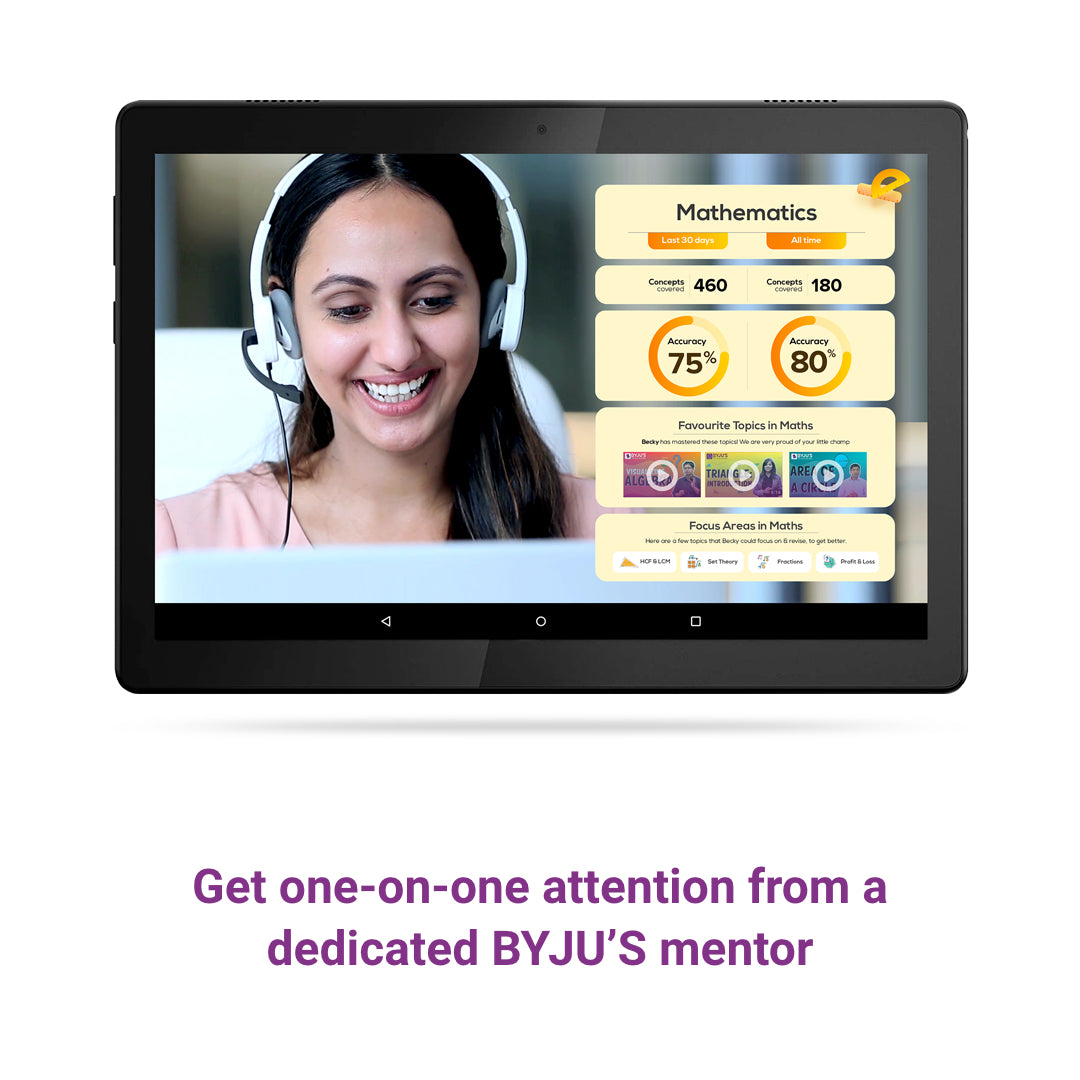 Mathematics
Last 30 days
All time
Concepts covered 460
Concepts covered 180
Accuracy
75%
Accuracy
80%
Favourite Topics in Maths
Becky has mastered these topics! We are very proud of your little champ
BYJU'S
BYJU'S
BYJU'S
ALGEBRA
INTRODUCTION
AREA OF
A CIRCLE
Focus Areas in Maths
Here are a few topics that Becky could focus on & revise, to get better.
HCF & LCM
Set Theory
Fractions
Profit & Loss
Get one-on-one attention from a
dedicated BYJU’S mentor